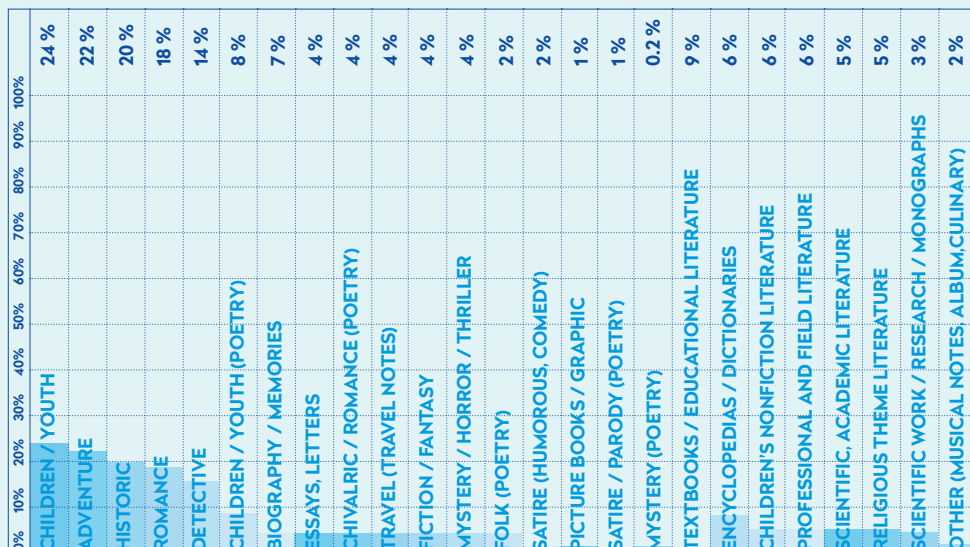 24 %
22 %
20 %
18 %
14 %
8 %
7 %
4 %
4 %
4 %
4 %
4 %
2 %
2 %
1 %
1 %
0.2 %
9 %
6 %
6 %
6 %
5 %
5 %
3 %
2 %
100%
90%
80%
70%
60%
50%
40%
30%
20%
10%
0%
CHILDREN / YOUTH
ADVENTURE
HISTORIC
ROMANCE
DETECTIVE
CHILDREN / YOUTH (POETRY)
BIOGRAPHY / MEMORIES
ESSAYS, LETTERS
CHIVALRIC / ROMANCE (POETRY)
TRAVEL (TRAVEL NOTES)
FICTION / FANTASY
MYSTERY / HORROR / THRILLER
FOLK (POETRY)
SATIRE (HUMOROUS, COMEDY)
PICTURE BOOKS / GRAPHIC
SATIRE / PARODY (POETRY)
MYSTERY (POETRY)
TEXTBOOKS / EDUCATIONAL LITERATURE
ENCYCLOPEDIAS / DICTIONARIES
CHILDREN'S NONFICTION LITERATURE
PROFESSIONAL AND FIELD LITERATURE
SCIENTIFIC, ACADEMIC LITERATURE
RELIGIOUS THEME LITERATURE
SCIENTIFIC WORK / RESEARCH / MONOGRAPHS
OTHER (MUSICAL NOTES, ALBUM,CULINARY)